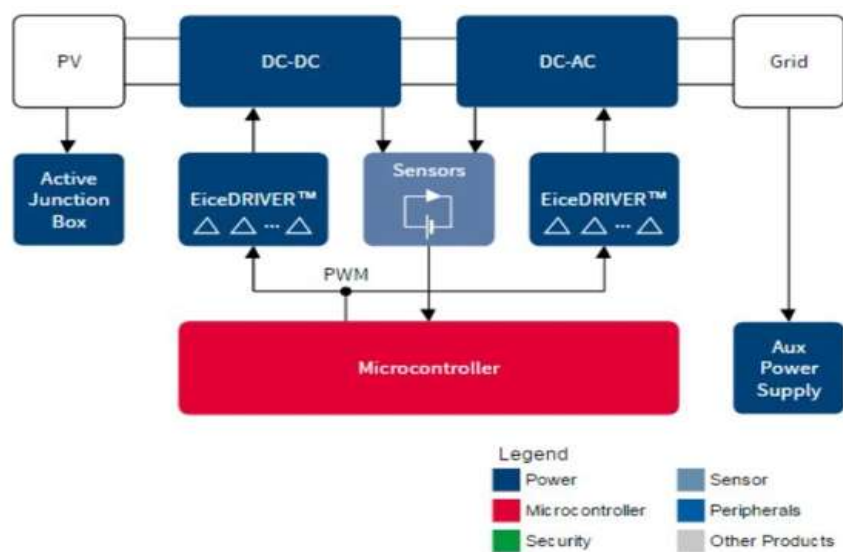 PV
DC-DC
DC-AC
Grid
Active
Junction
Box
EiceDRIVER™
Sensors
EiceDRIVER™
PWM
Microcontroller
Aux
Power
Supply
Legend
Power
Sensor
Microcontroller
Peripherals
Security
Other Products